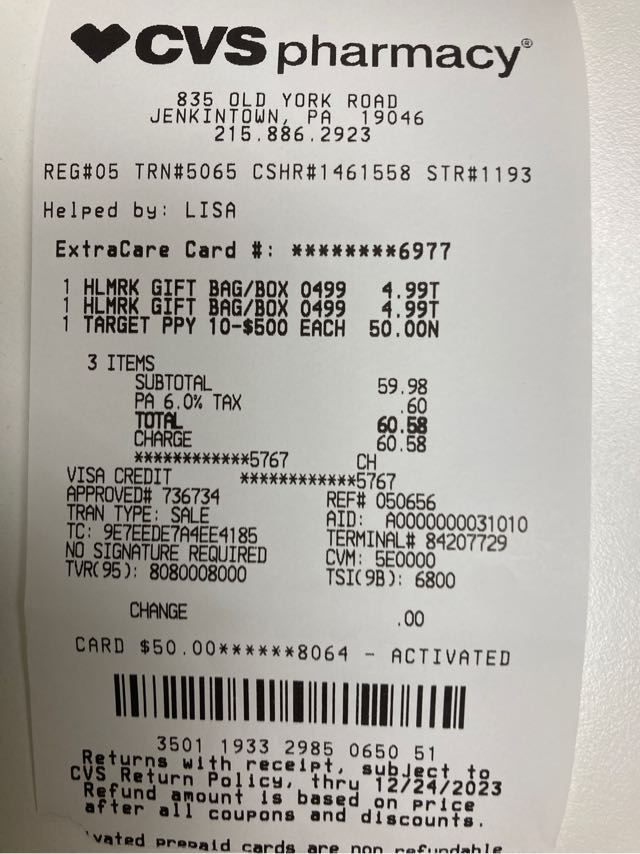 CVS pharmacy®
835 OLD YORK ROAD
JENKINTOWN, PA 19046
215.886.2923
REG#05 TRN#5065 CSHR#1461558 STR#1193
Helped by: LISA
ExtraCare Card #: ********6977
1 HLMRK GIFT BAG/BOX 0499 4.99T
1 HLMRK GIFT BAG/BOX 0499 4.99T
1 TARGET PPY 10-$500 EACH 50.00N
3 ITEMS
SUBTOTAL 59.98
PA 6.0% TAX .60
TOTAL 60.58
CHARGE 60.58
************5767 CH
VISA CREDIT ************5767
APPROVED# 736734 REF# 050656
TRAN TYPE: SALE AID: A0000000031010
TC: 9E7EEDE7A4EE4185 TERMINAL# 84207729
NO SIGNATURE REQUIRED CVM: 5E0000
TVR(95): 8080008000 TSI(9B): 6800
CHANGE .00
CARD $50.00******8064 - ACTIVATED
3501 1933 2985 0650 51
Returns with receipt, subject to
CVS Return Policy, thru 12/24/2023
Refund amount is based on price
after all coupons and discounts.
vated prepaid cards are non refundable